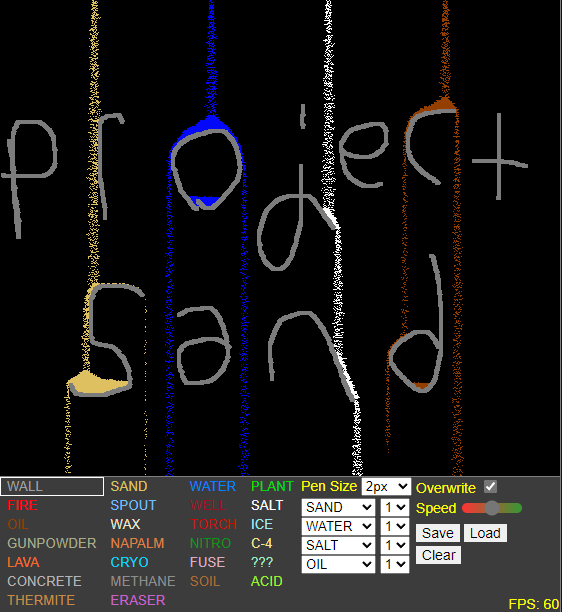 project
sand
WALL SAND WATER PLANT Pen Size 2px Overwrite
FIRE SPOUT WELL SALT SAND 1 Speed
OIL WAX TORCH ICE WATER 1 Save Load
GUNPOWDER NAPALM NITRO C-4 SALT 1 Clear
LAVA CRYO FUSE ??? OIL 1
CONCRETE METHANE SOIL ACID
THERMITE ERASER FPS: 60